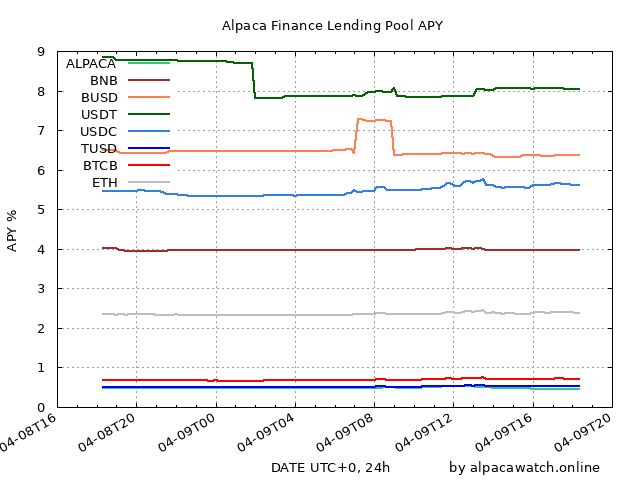 Alpaca Finance Lending Pool APY
9
8
7
6
5
4
3
2
1
0
APY %
ALPACA
BNB
BUSD
USDT
USDC
TUSD
BTCB
ETH
04-08T16
04-08T20
04-09T00
04-09T04
04-09T08
04-09T12
04-09T16
04-09T20
DATE UTC+0, 24h
by alpacawatch.online